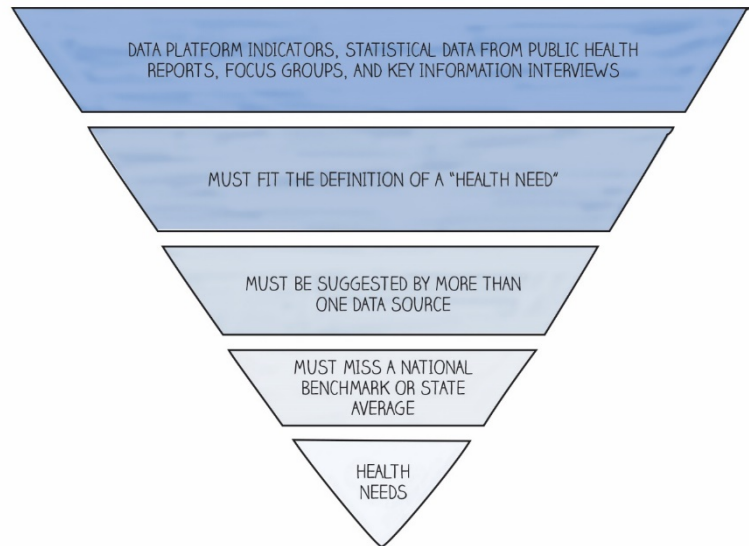 DATA PLATFORM INDICATORS, STATISTICAL DATA FROM PUBLIC HEALTH
REPORTS, FOCUS GROUPS, AND KEY INFORMATION INTERVIEWS
MUST FIT THE DEFINITION OF A "HEALTH NEED"
MUST BE SUGGESTED BY MORE THAN
ONE DATA SOURCE
MUST MISS A NATIONAL
BENCHMARK OR STATE
AVERAGE
HEALTH
NEEDS